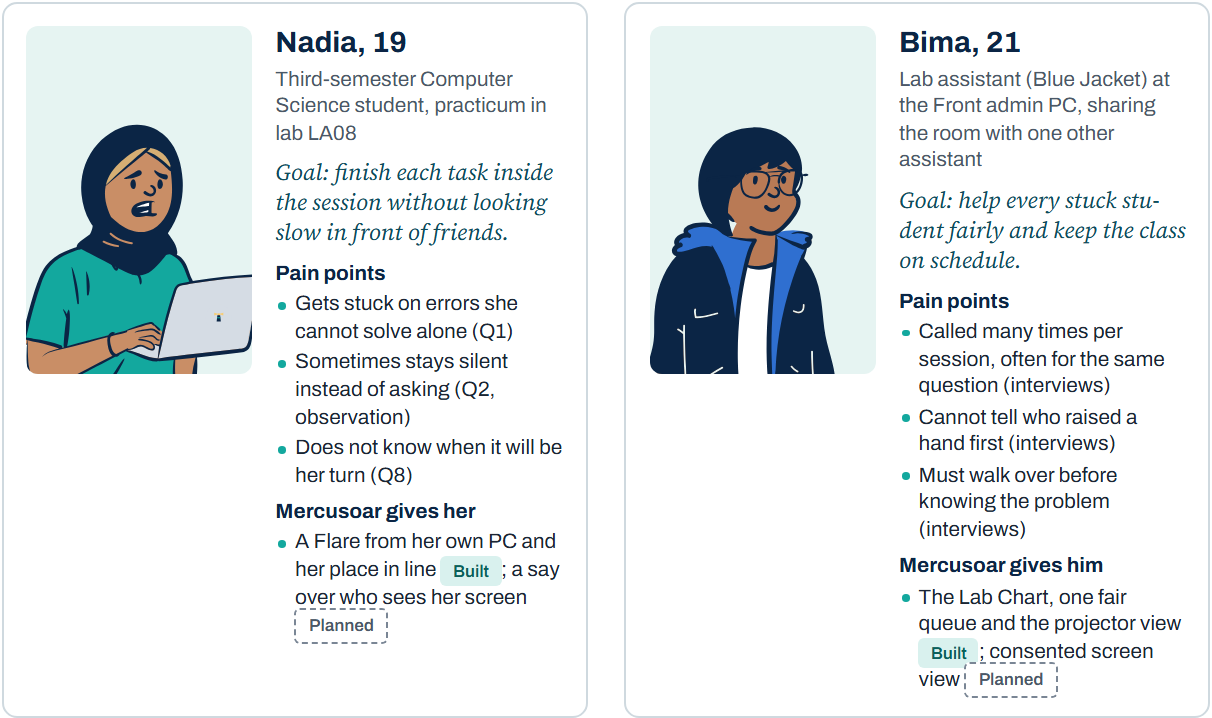 Nadia, 19
Third-semester Computer
Science student, practicum in
lab LA08
Goal: finish each task inside
the session without looking
slow in front of friends.
Pain points
Gets stuck on errors she
cannot solve alone (Q1)
Sometimes stays silent
instead of asking (Q2,
observation)
Does not know when it will be
her turn (Q8)
Mercusoar gives her
A Flare from her own PC and
her place in line Built; a say
over who sees her screen
Planned
Bima, 21
Lab assistant (Blue Jacket) at
the Front admin PC, sharing
the room with one other
assistant
Goal: help every stuck stu-
dent fairly and keep the class
on schedule.
Pain points
Called many times per
session, often for the same
question (interviews)
Cannot tell who raised a
hand first (interviews)
Must walk over before
knowing the problem
(interviews)
Mercusoar gives him
The Lab Chart, one fair
queue and the projector view
Built; consented screen
view Planned